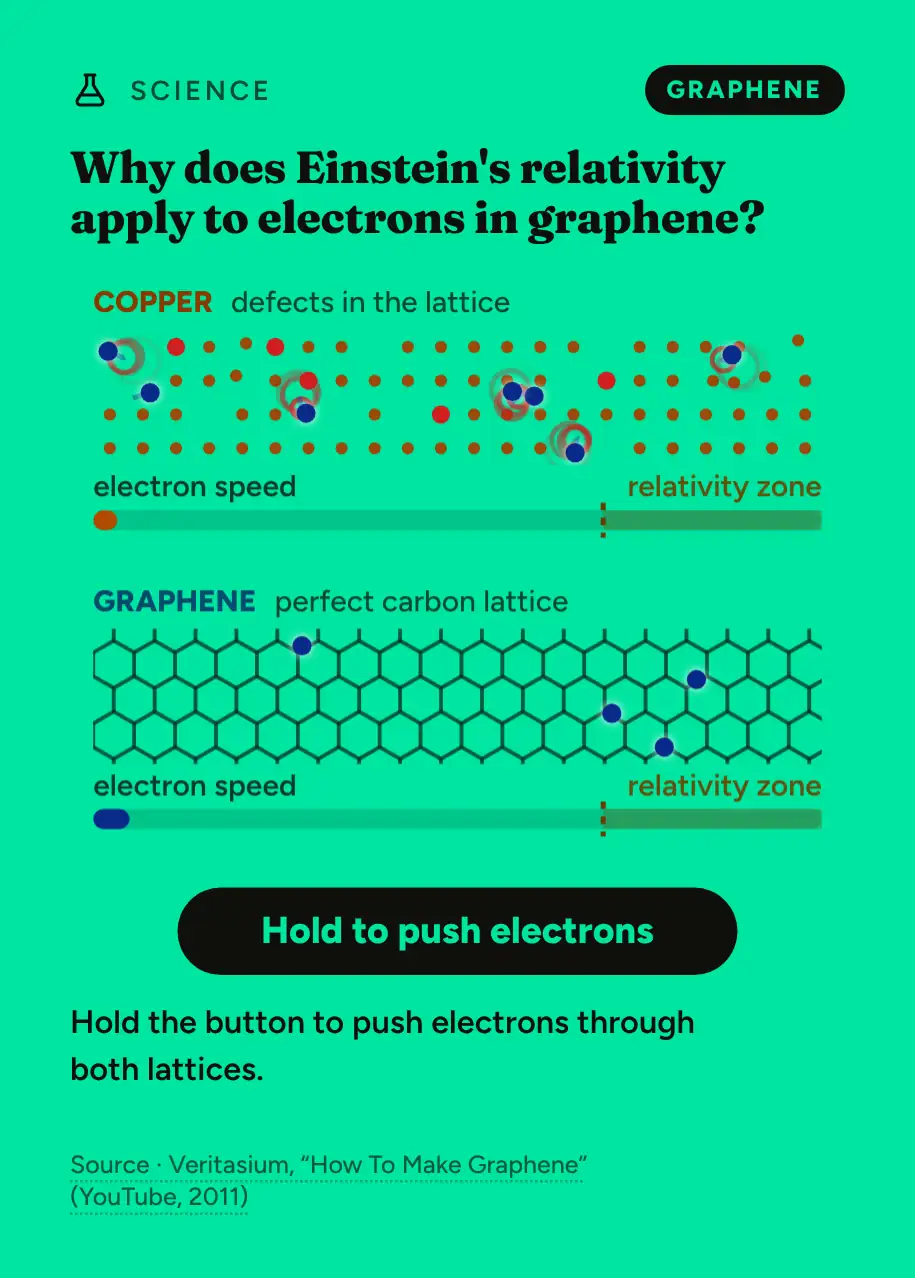 SCIENCE
GRAPHENE
Why does Einstein's relativity
apply to electrons in graphene?
COPPER defects in the lattice
electron speed
relativity zone
GRAPHENE perfect carbon lattice
electron speed
relativity zone
Hold to push electrons
Hold the button to push electrons through
both lattices.
Source · Veritasium, “How To Make Graphene”
(YouTube, 2011)